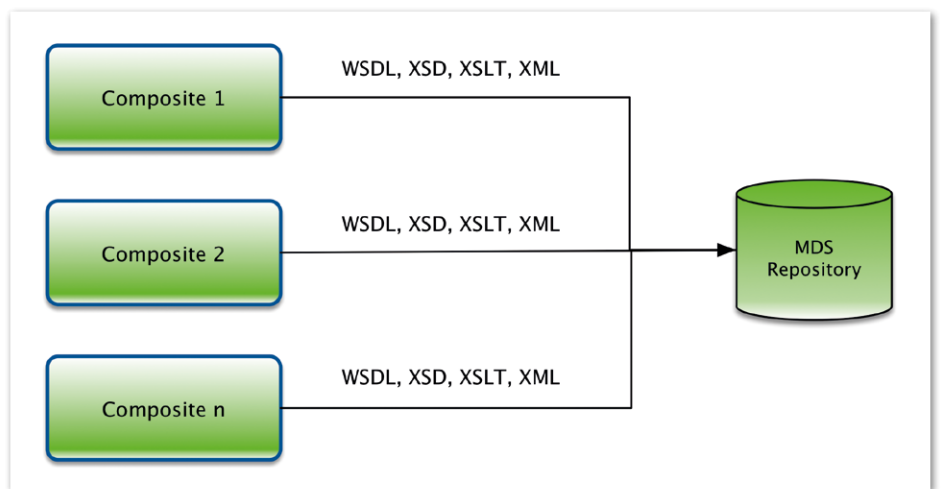 WSDL, XSD, XSLT, XML
Composite 1
WSDL, XSD, XSLT, XML
Composite 2
MDS
Repository
WSDL, XSD, XSLT, XML
Composite n